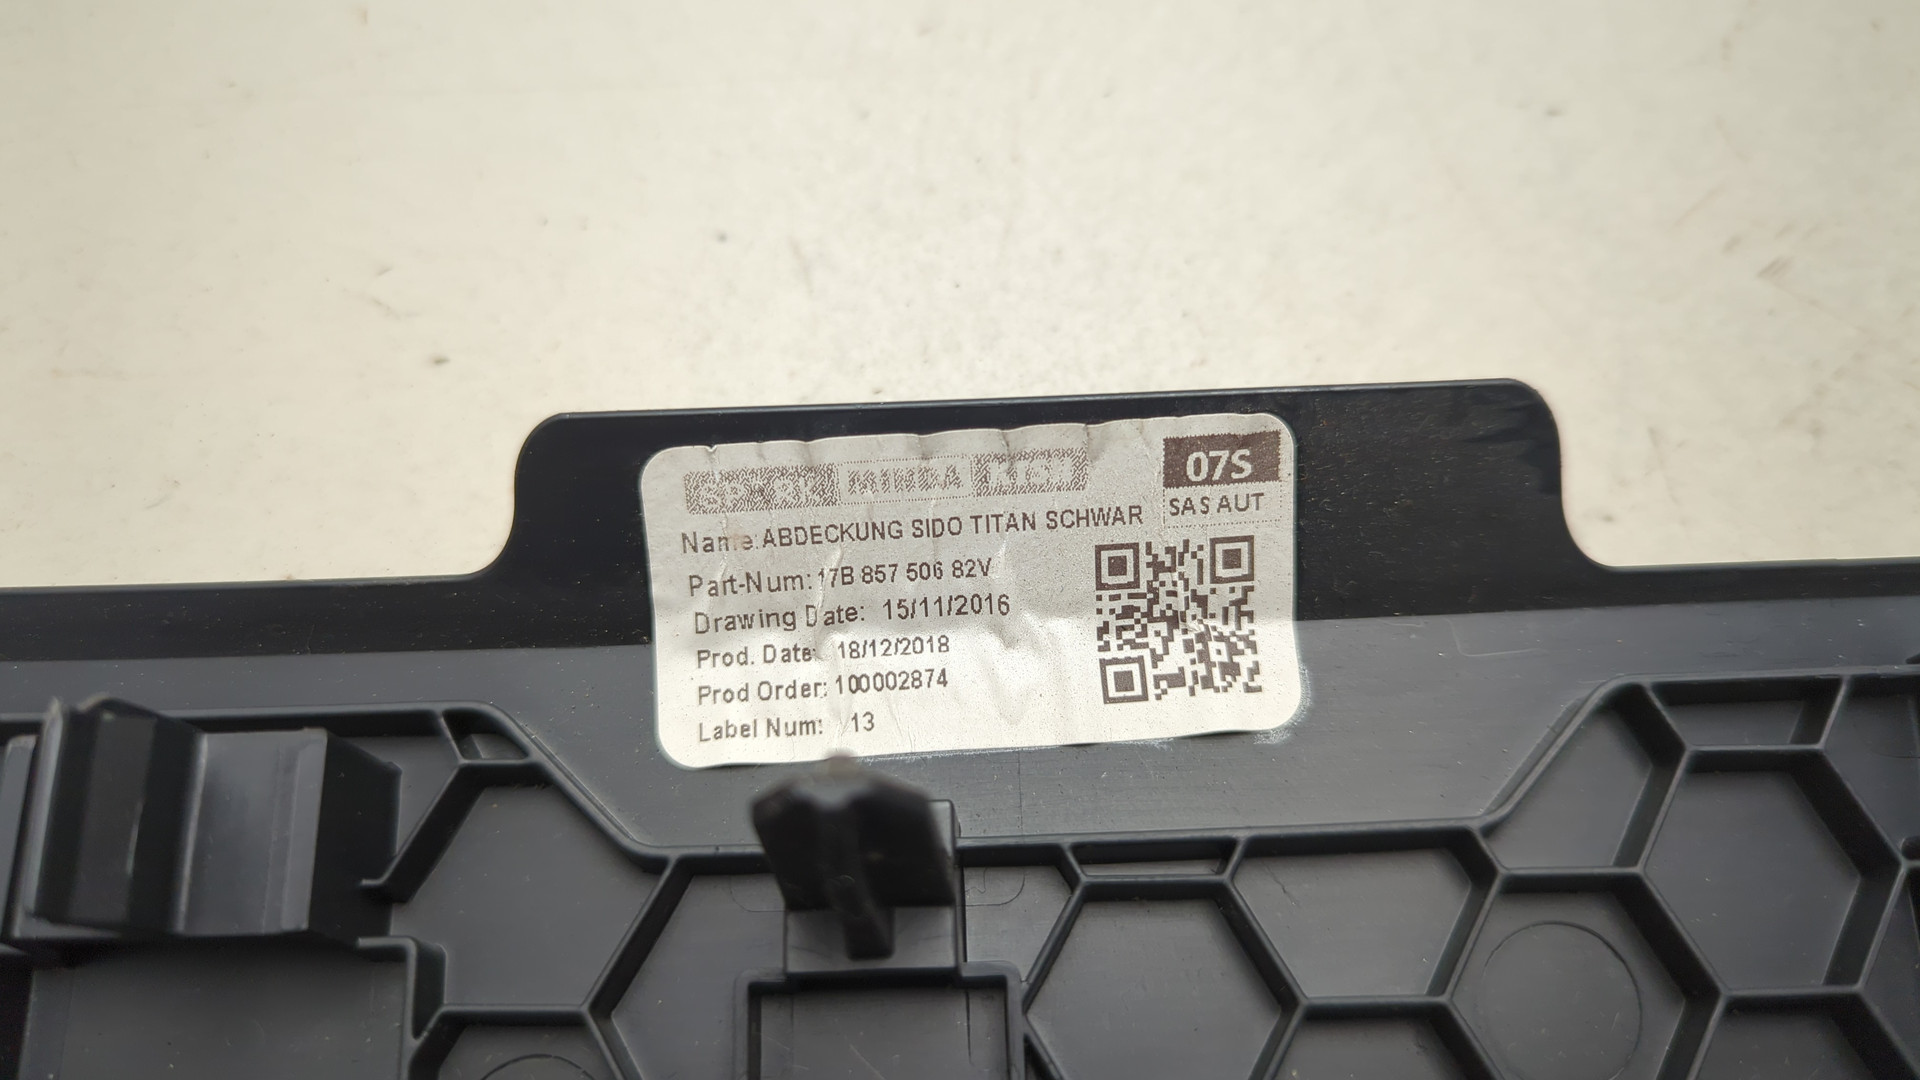 MINDA
07S
SAS AUT
Name:ABDECKUNG SIDO TITAN SCHWAR
Part-Num: 17B 857 506 82V
Drawing Date: 15/11/2016
Prod. Date: 18/12/2018
Prod Order: 100002874
Label Num: 13